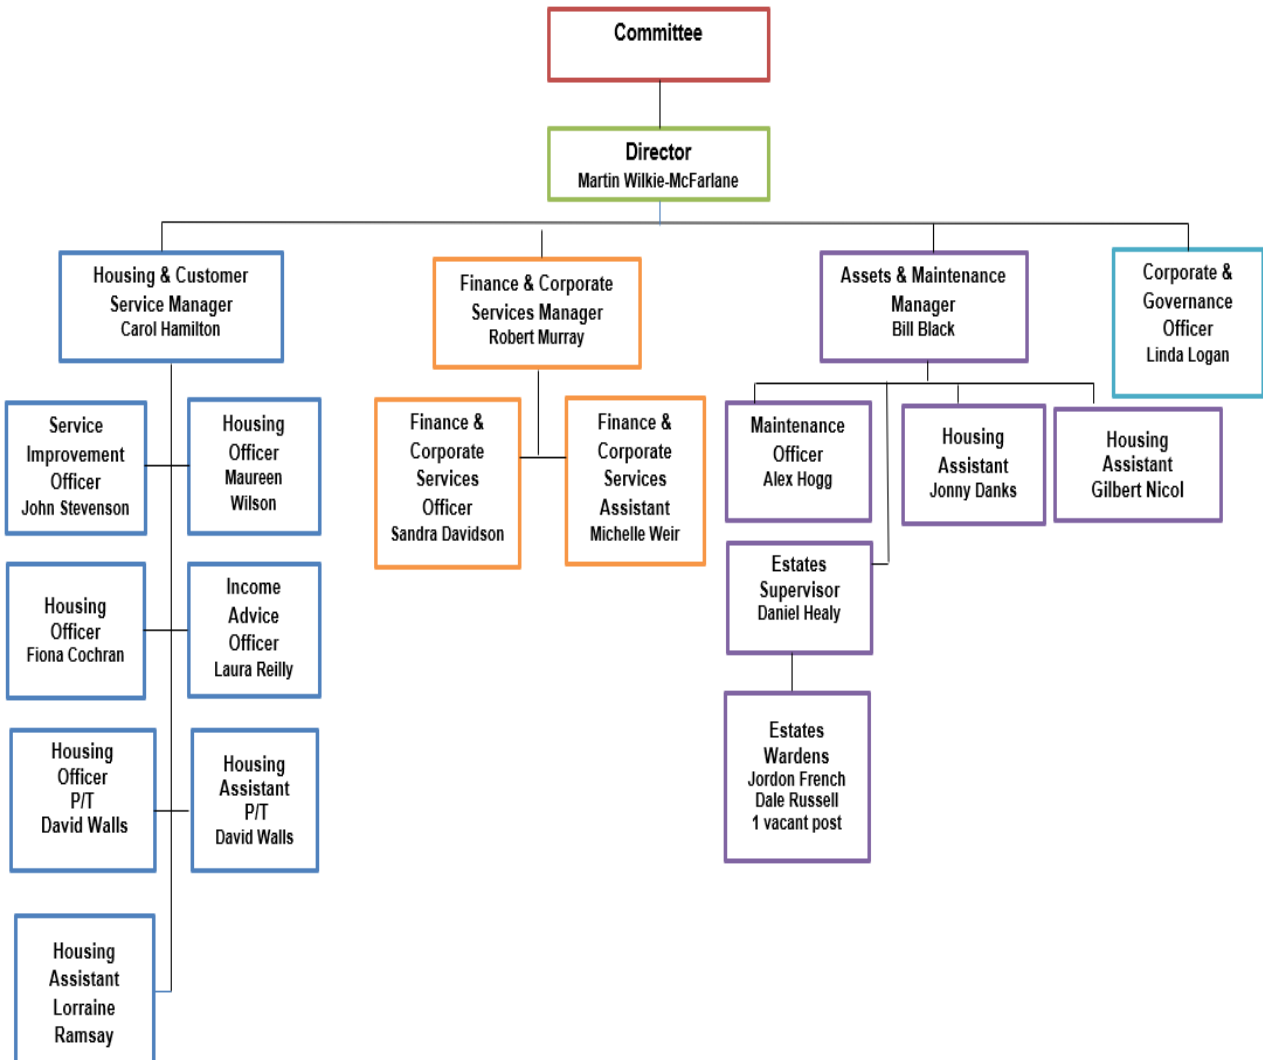 Committee
Director
Martin Wilkie-McFarlane
Housing & Customer
Service Manager
Carol Hamilton
Finance & Corporate
Services Manager
Robert Murray
Assets & Maintenance
Manager
Bill Black
Corporate &
Governance
Officer
Linda Logan
Service
Improvement
Officer
John Stevenson
Housing
Officer
Maureen
Wilson
Finance &
Corporate
Services
Officer
Sandra Davidson
Finance &
Corporate
Services
Assistant
Michelle Weir
Maintenance
Officer
Alex Hogg
Housing
Assistant
Jonny Danks
Housing
Assistant
Gilbert Nicol
Housing
Officer
Fiona Cochran
Income
Advice
Officer
Laura Reilly
Estates
Supervisor
Daniel Healy
Housing
Officer
P/T
David Walls
Housing
Assistant
P/T
David Walls
Estates
Wardens
Jordon French
Dale Russell
1 vacant post
Housing
Assistant
Lorraine
Ramsay